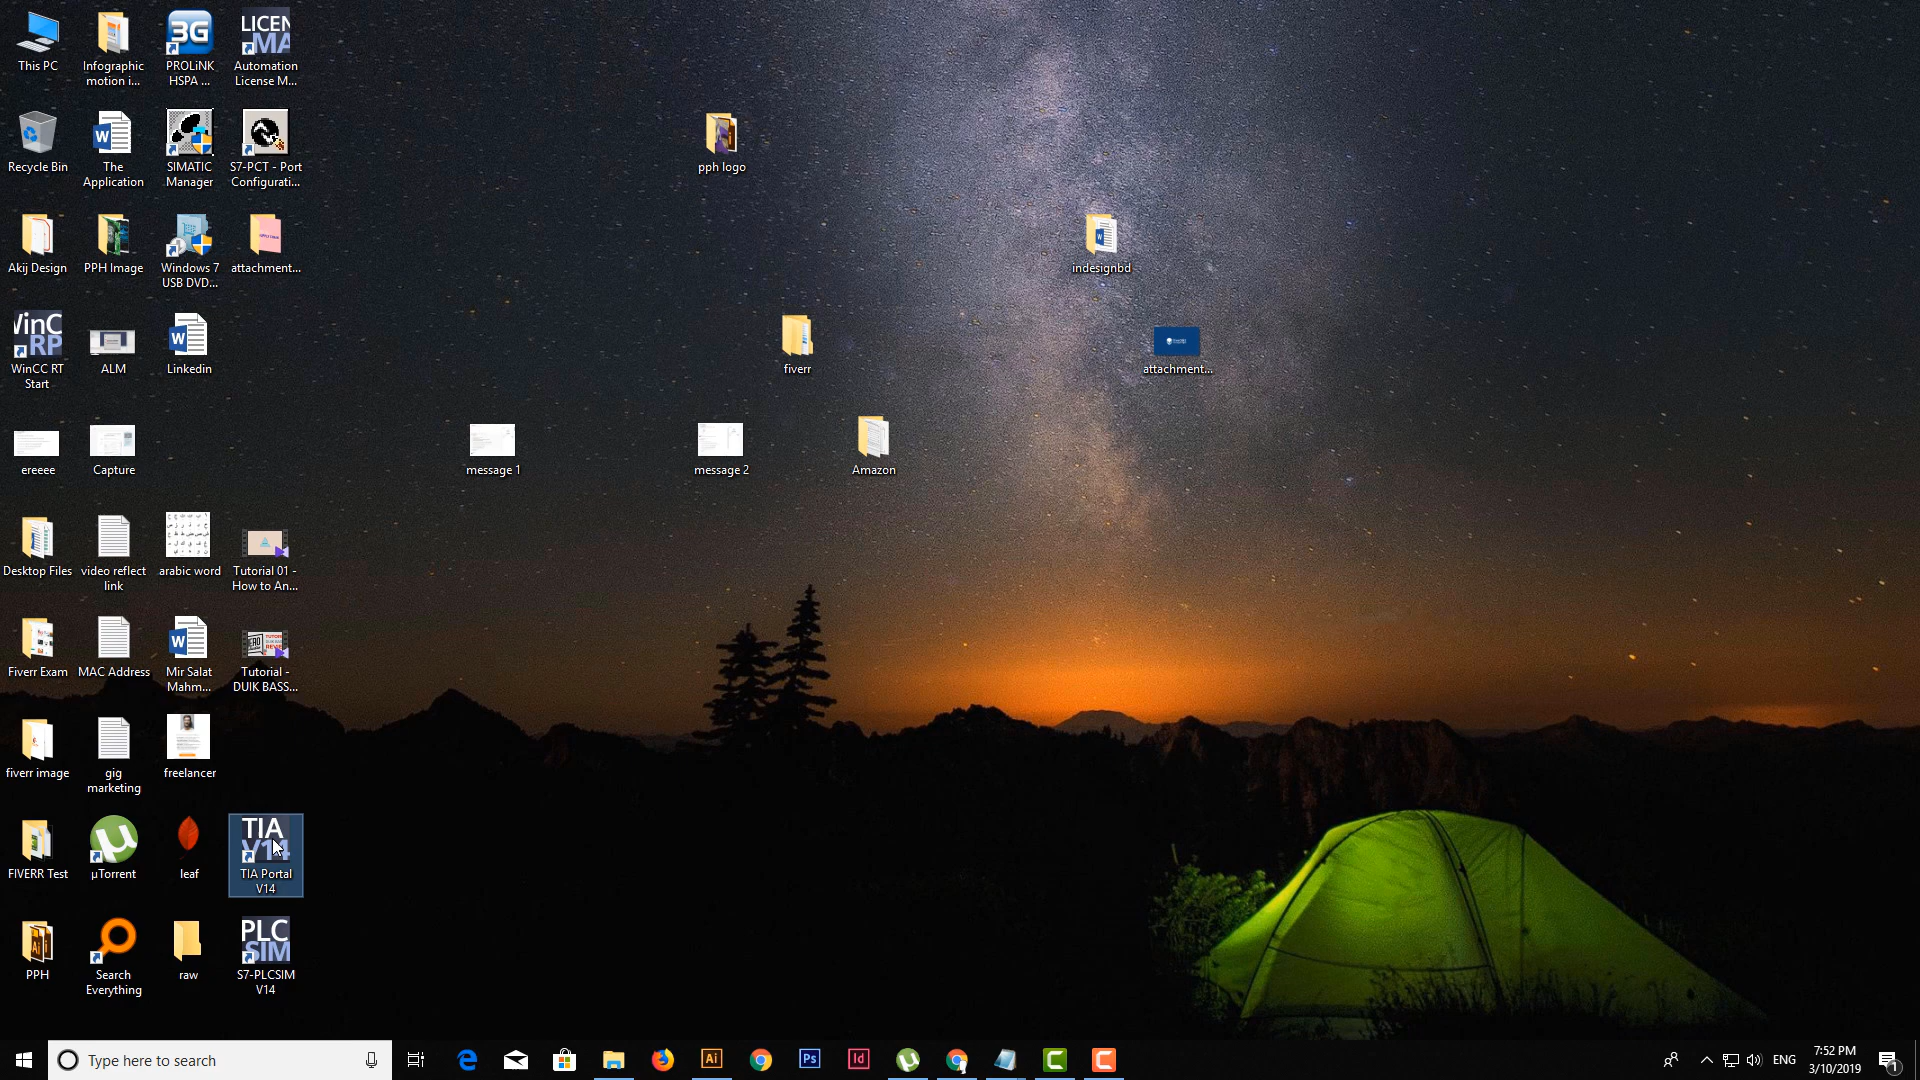 This PC
Infographic
motion i...
3G
PROLiNK
HSPA ...
LICEN
MA
Automation
License M...
Recycle Bin
The
Application
SIMATIC
Manager
S7-PCT - Port
Configurati...
pph logo
Akij Design
PPH Image
Windows 7
USB DVD...
attachment...
indesignbd
WinCC RT
Start
ALM
Linkedin
fiverr
attachment...
ereeee
Capture
message 1
message 2
Amazon
Desktop Files
video reflect
link
arabic word
Tutorial 01 -
How to An...
Fiverr Exam
MAC Address
Mir Salat
Mahm...
Tutorial -
DUIK BASS...
fiverr image
gig
marketing
freelancer
FIVERR Test
µTorrent
leaf
TIA
V14
TIA Portal
V14
PPH
Search
Everything
raw
PLC
SIM
S7-PLCSIM
V14
Type here to search
Ai
Ps
Id
ENG
7:52 PM
3/10/2019
1